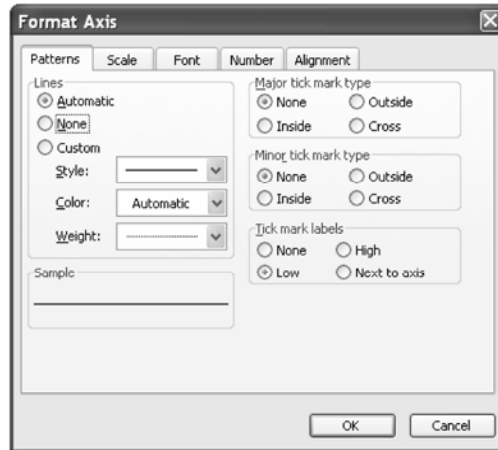 Format Axis
Patterns Scale Font Number Alignment
Lines
Automatic
None
Custom
Style:
Color: Automatic
Weight:
Sample
Major tick mark type
None Outside
Inside Cross
Minor tick mark type
None Outside
Inside Cross
Tick mark labels
None High
Low Next to axis
OK Cancel